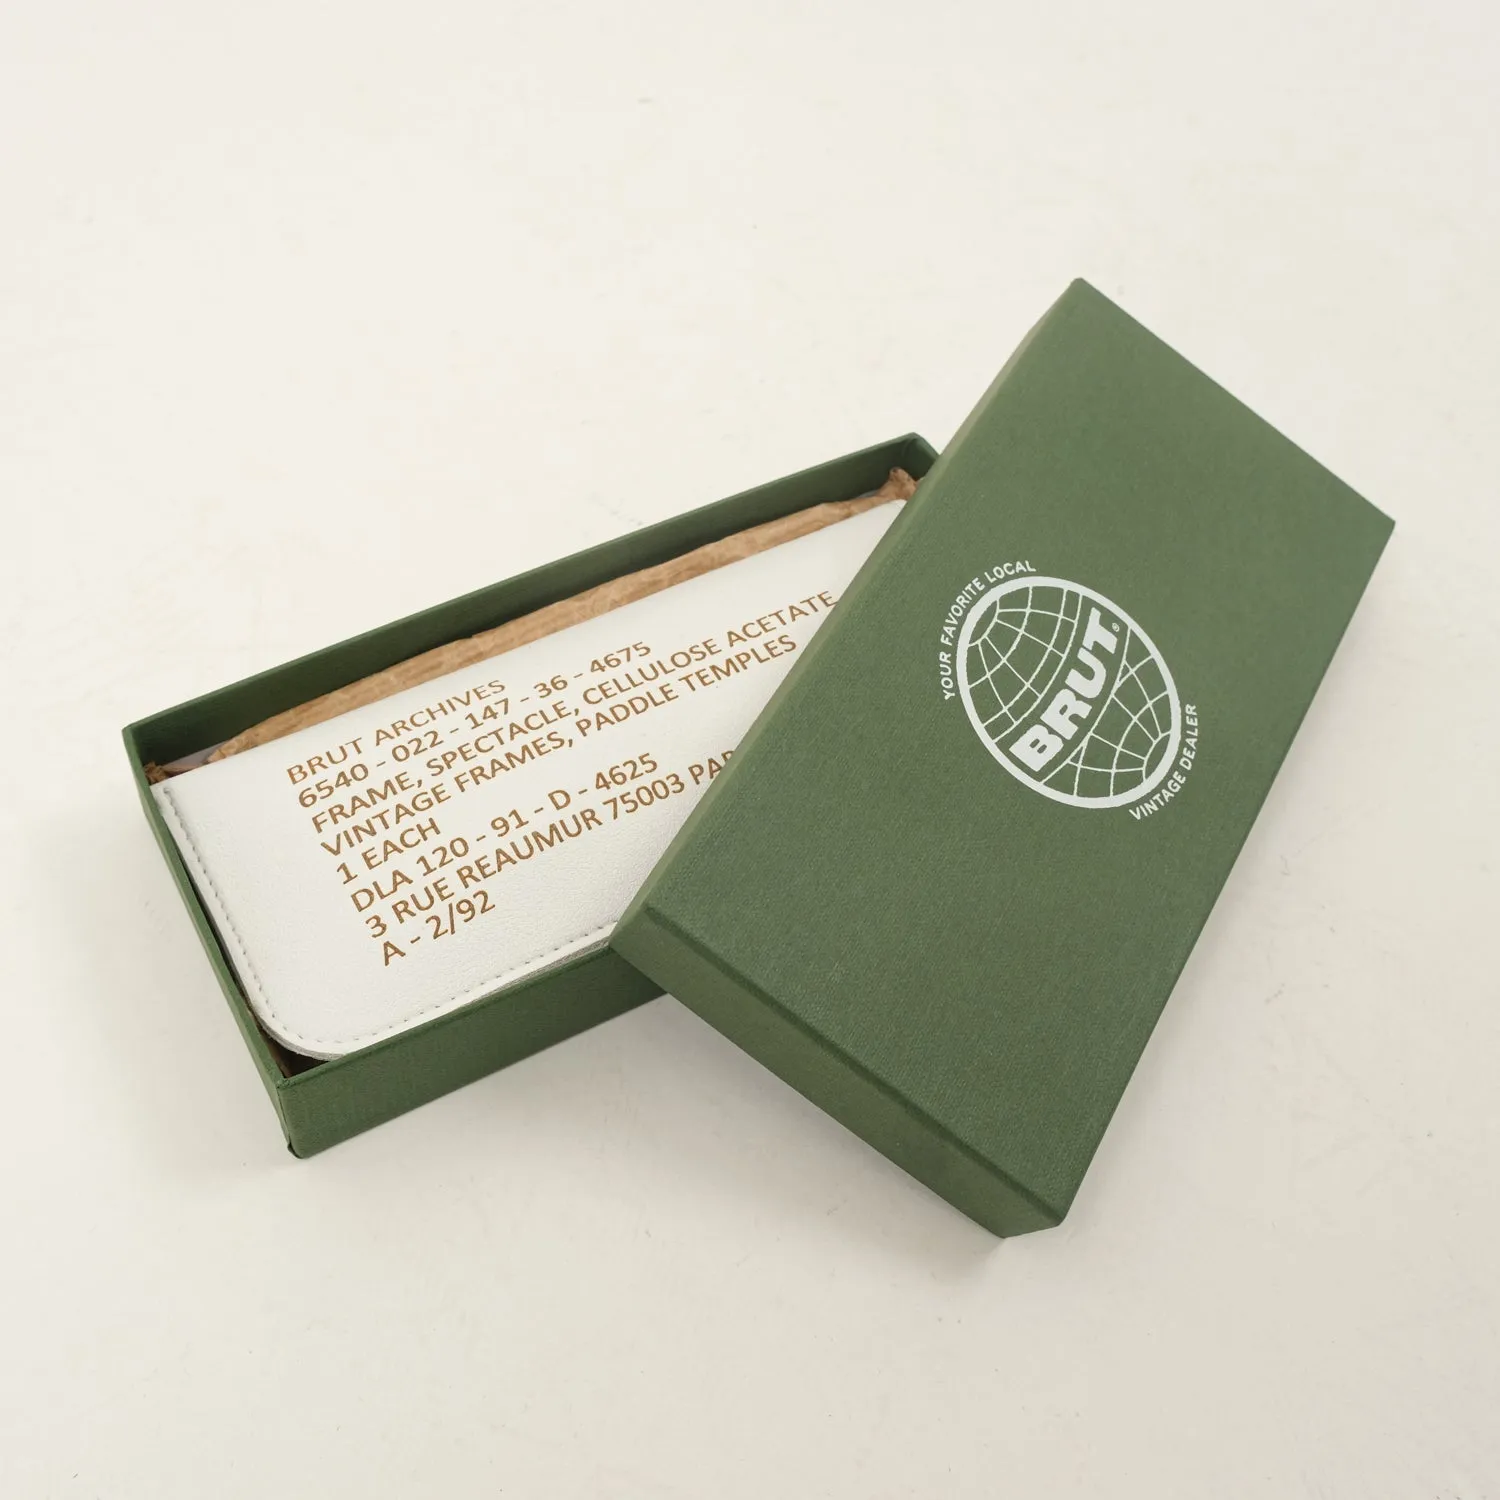 BRUT ARCHIVES
6540 - 022 - 147 - 36 - 4675
FRAME, SPECTACLE, CELLULOSE ACETATE
VINTAGE FRAMES, PADDLE TEMPLES
1 EACH
DLA 120 - 91 - D - 4625
3 RUE REAUMUR 75003
A - 2/92
YOUR FAVORITE LOCAL
BRUT®
VINTAGE DEALER